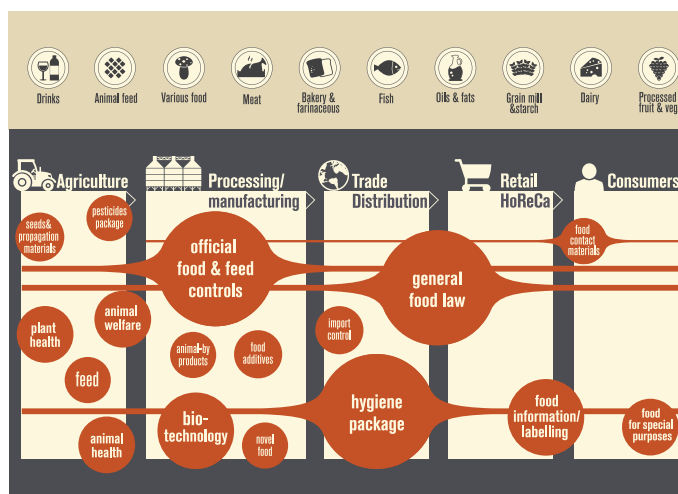 Drinks
Animal feed
Various food
Meat
Bakery &
farinaceous
Fish
Oils & fats
Grain mill
&starch
Dairy
Processed
fruit & veg
Agriculture
Processing/
manufacturing
Trade
Distribution
Retail
HoReCa
Consumers
seeds&
propagation
materials
pesticides
package
official
food & feed
controls
general
food law
food
contact
materials
plant
health
animal
welfare
feed
animal-by
products
food
additives
import
control
hygiene
package
animal
health
bio-
technology
novel
food
food
information/
labelling
food
for special
purposes